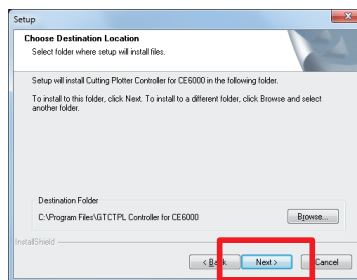 Setup
Choose Destination Location
Select folder where setup will install files.
Setup will install Cutting Plotter Controller for CE6000 in the following folder.
To install to this folder, click Next. To install to a different folder, click Browse and select
another folder.
Destination Folder
C:\Program Files\GTCTPL Controller for CE6000
Browse...
InstallShield
Next >
Cancel